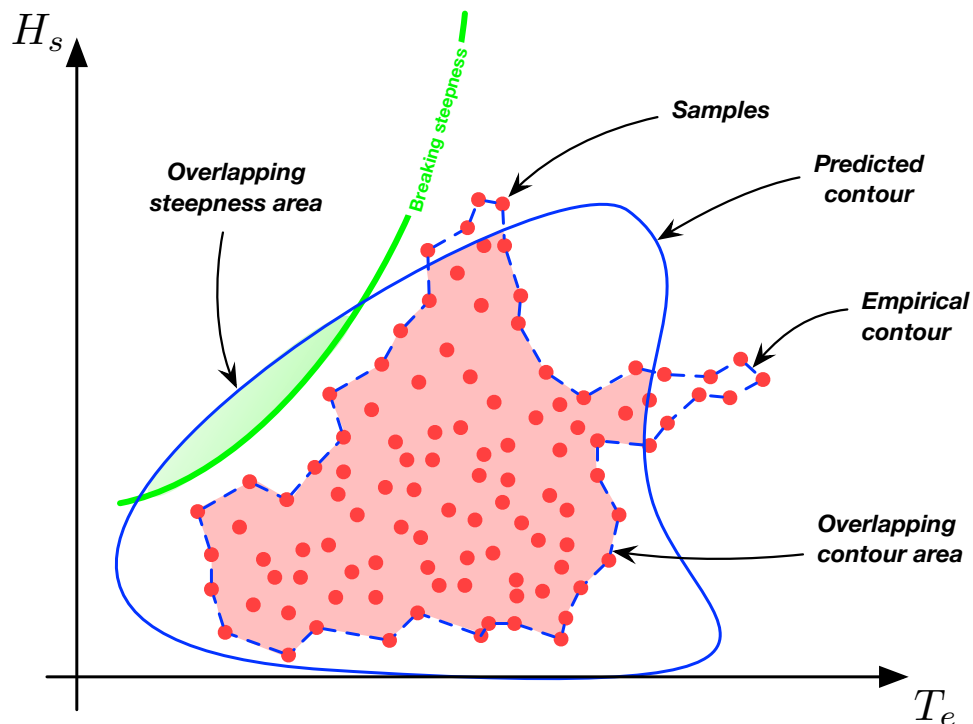 H_s
Breaking steepness
Samples
Overlapping
steepness area
Predicted
contour
Empirical
contour
Overlapping
contour area
T_e